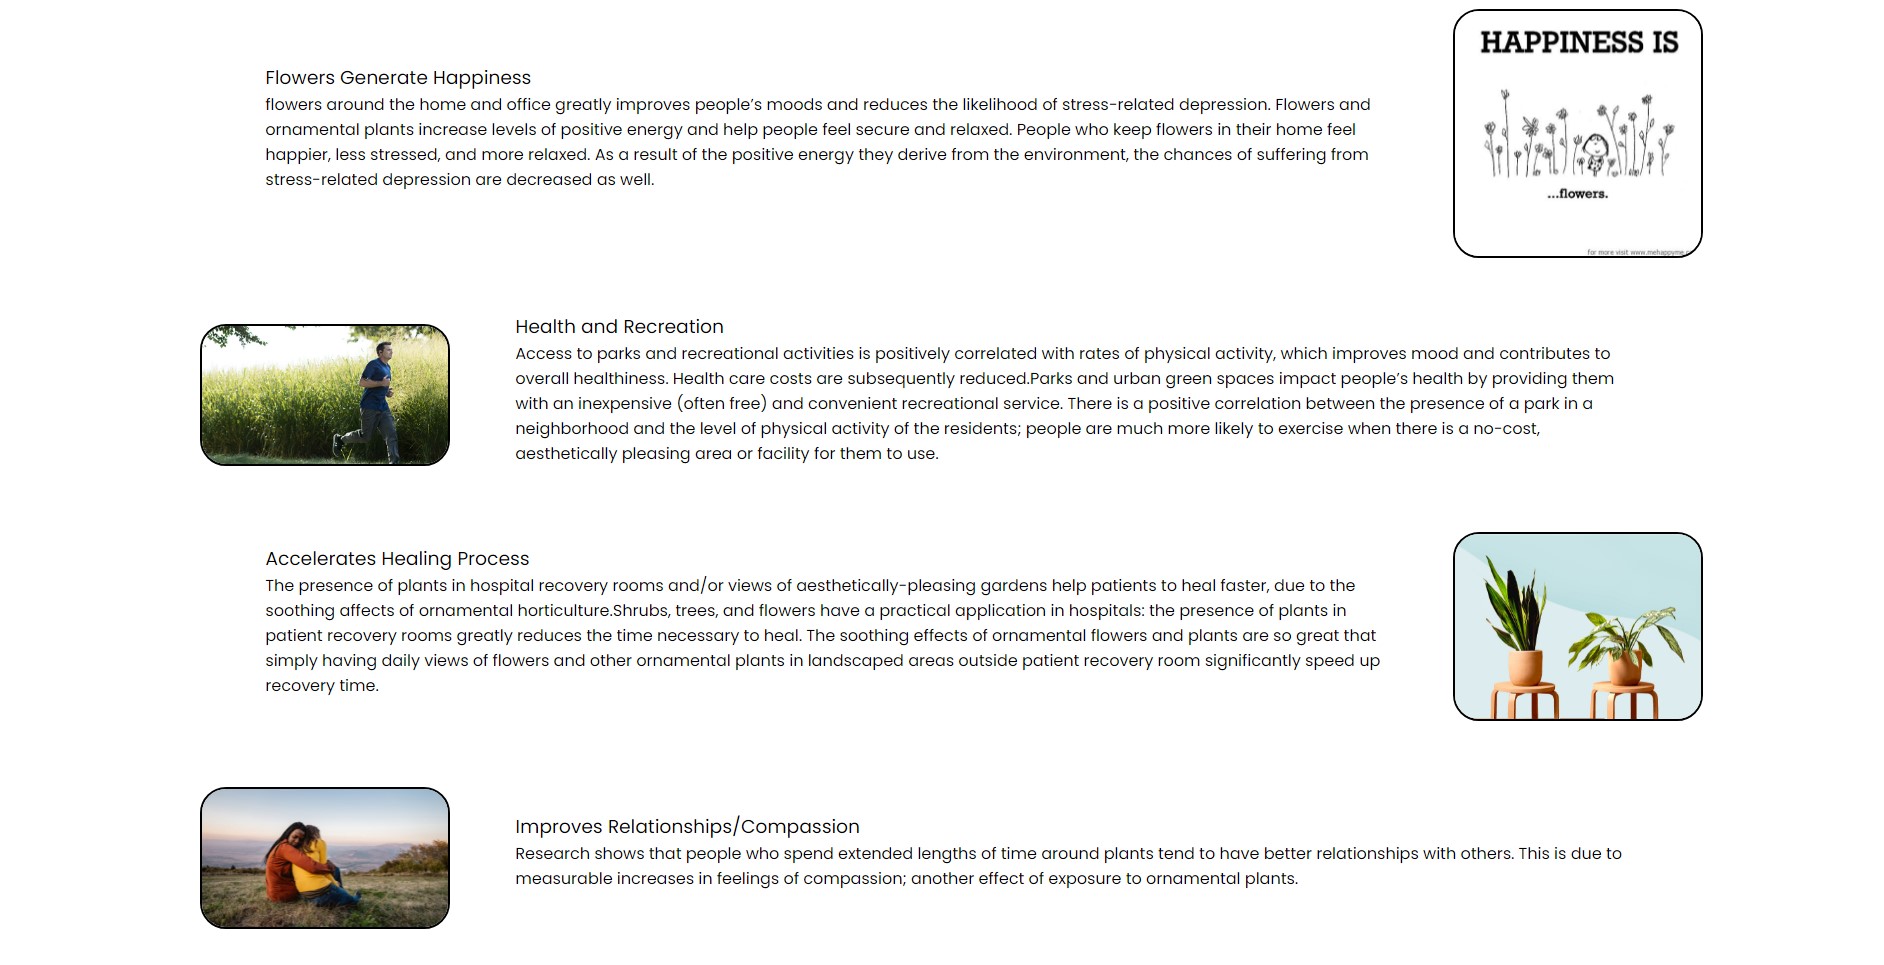 HAPPINESS IS
...flowers.
for more visit www.mehappyme.
Flowers Generate Happiness
flowers around the home and office greatly improves people's moods and reduces the likelihood of stress-related depression. Flowers and
ornamental plants increase levels of positive energy and help people feel secure and relaxed. People who keep flowers in their home feel
happier, less stressed, and more relaxed. As a result of the positive energy they derive from the environment, the chances of suffering from
stress-related depression are decreased as well.
Health and Recreation
Access to parks and recreational activities is positively correlated with rates of physical activity, which improves mood and contributes to
overall healthiness. Health care costs are subsequently reduced.Parks and urban green spaces impact people's health by providing them
with an inexpensive (often free) and convenient recreational service. There is a positive correlation between the presence of a park in a
neighborhood and the level of physical activity of the residents; people are much more likely to exercise when there is a no-cost,
aesthetically pleasing area or facility for them to use.
Accelerates Healing Process
The presence of plants in hospital recovery rooms and/or views of aesthetically-pleasing gardens help patients to heal faster, due to the
soothing affects of ornamental horticulture.Shrubs, trees, and flowers have a practical application in hospitals: the presence of plants in
patient recovery rooms greatly reduces the time necessary to heal. The soothing effects of ornamental flowers and plants are so great that
simply having daily views of flowers and other ornamental plants in landscaped areas outside patient recovery room significantly speed up
recovery time.
Improves Relationships/Compassion
Research shows that people who spend extended lengths of time around plants tend to have better relationships with others. This is due to
measurable increases in feelings of compassion; another effect of exposure to ornamental plants.